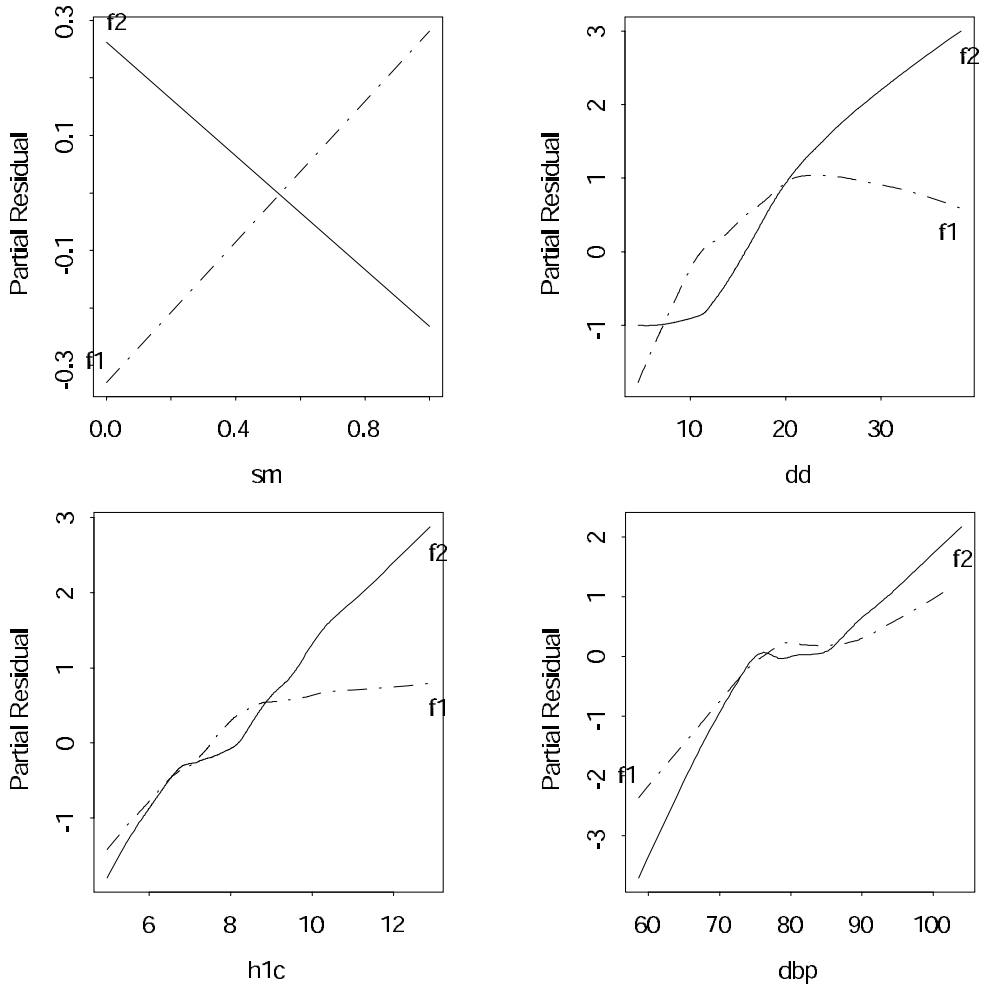 f2
0.3
0.1
-0.1
-0.3
f1
Partial Residual
0.0 0.4 0.8
sm
3
2
1
0
-1
f2
f1
Partial Residual
10 20 30
dd
3
2
1
0
-1
f2
f1
Partial Residual
6 8 10 12
h1c
2
1
0
-1
-2
-3
f2
f1
Partial Residual
60 70 80 90 100
dbp